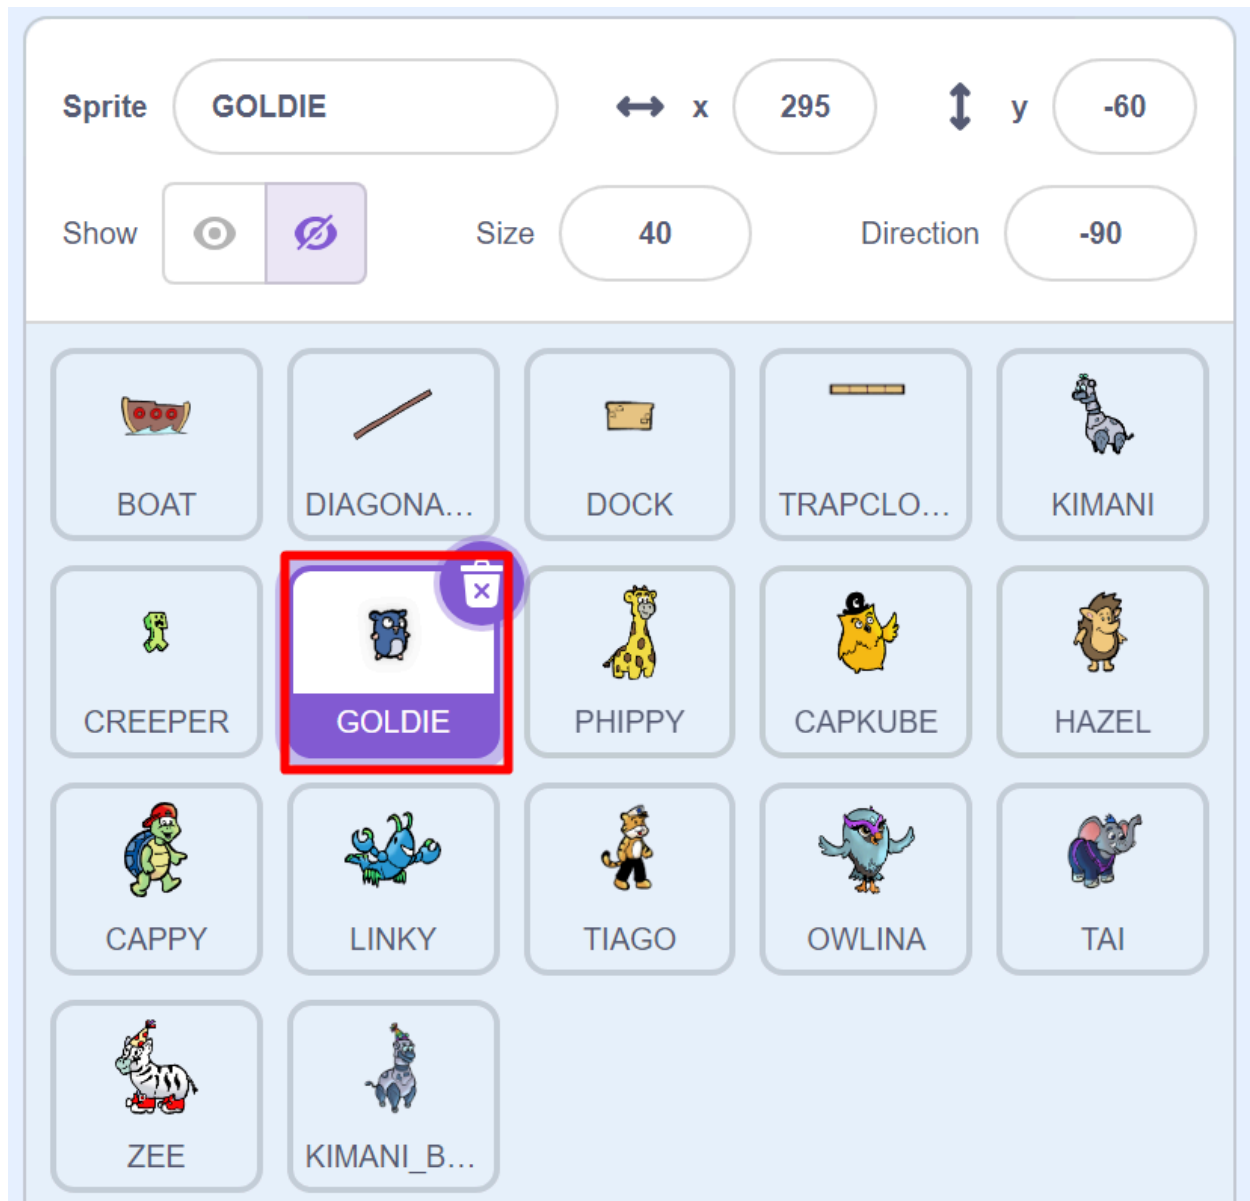 Sprite GOLDIE x 295 y -60
Show Size 40 Direction -90
BOAT DIAGONA... DOCK TRAPCLO... KIMANI
CREEPER GOLDIE PHIPPY CAPKUBE HAZEL
CAPPY LINKY TIAGO OWLINA TAI
ZEE KIMANI_B...